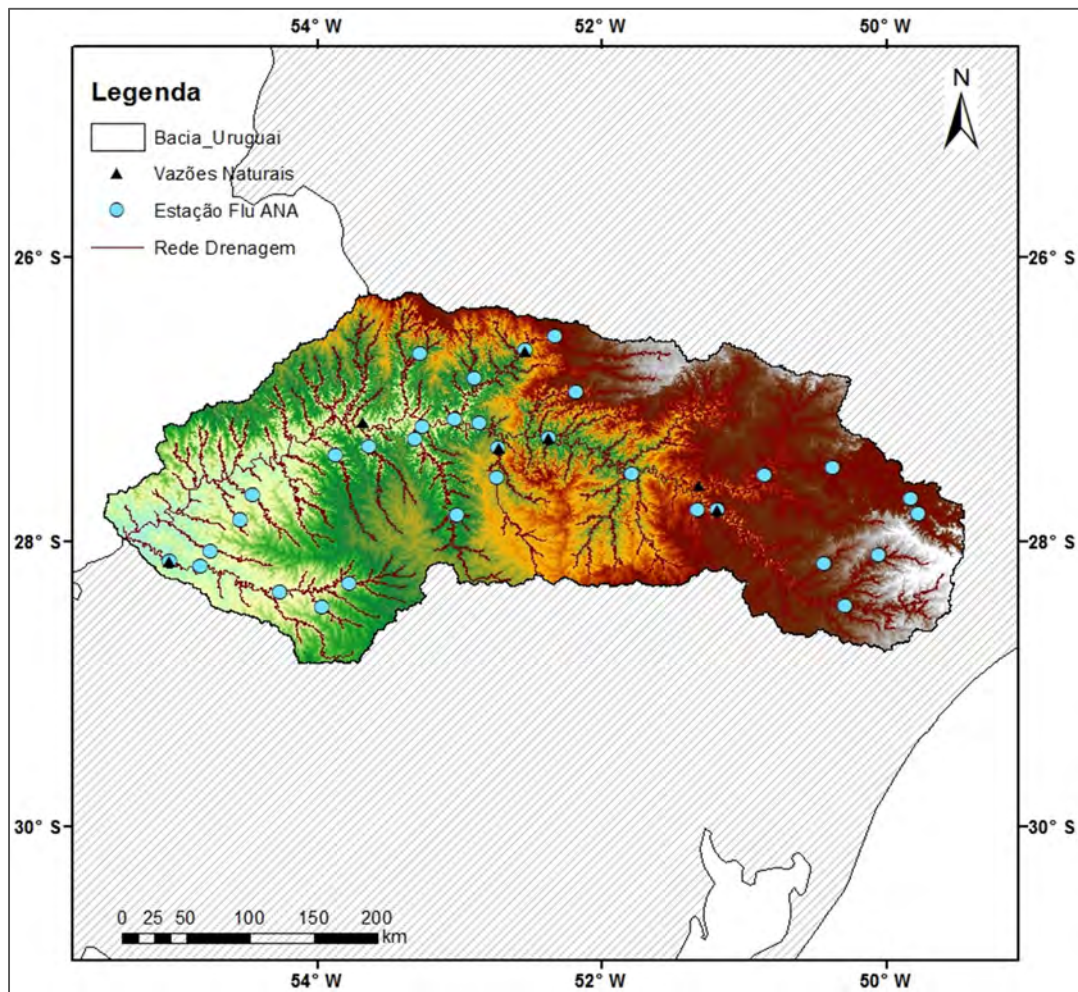 54° W 52° W 50° W
N
Legenda
Bacia_Uruguai
Vazões Naturais
Estação Flu ANA
Rede Drenagem
26° S 26° S
28° S 28° S
30° S 30° S
0 25 50 100 150 200
km
54° W 52° W 50° W